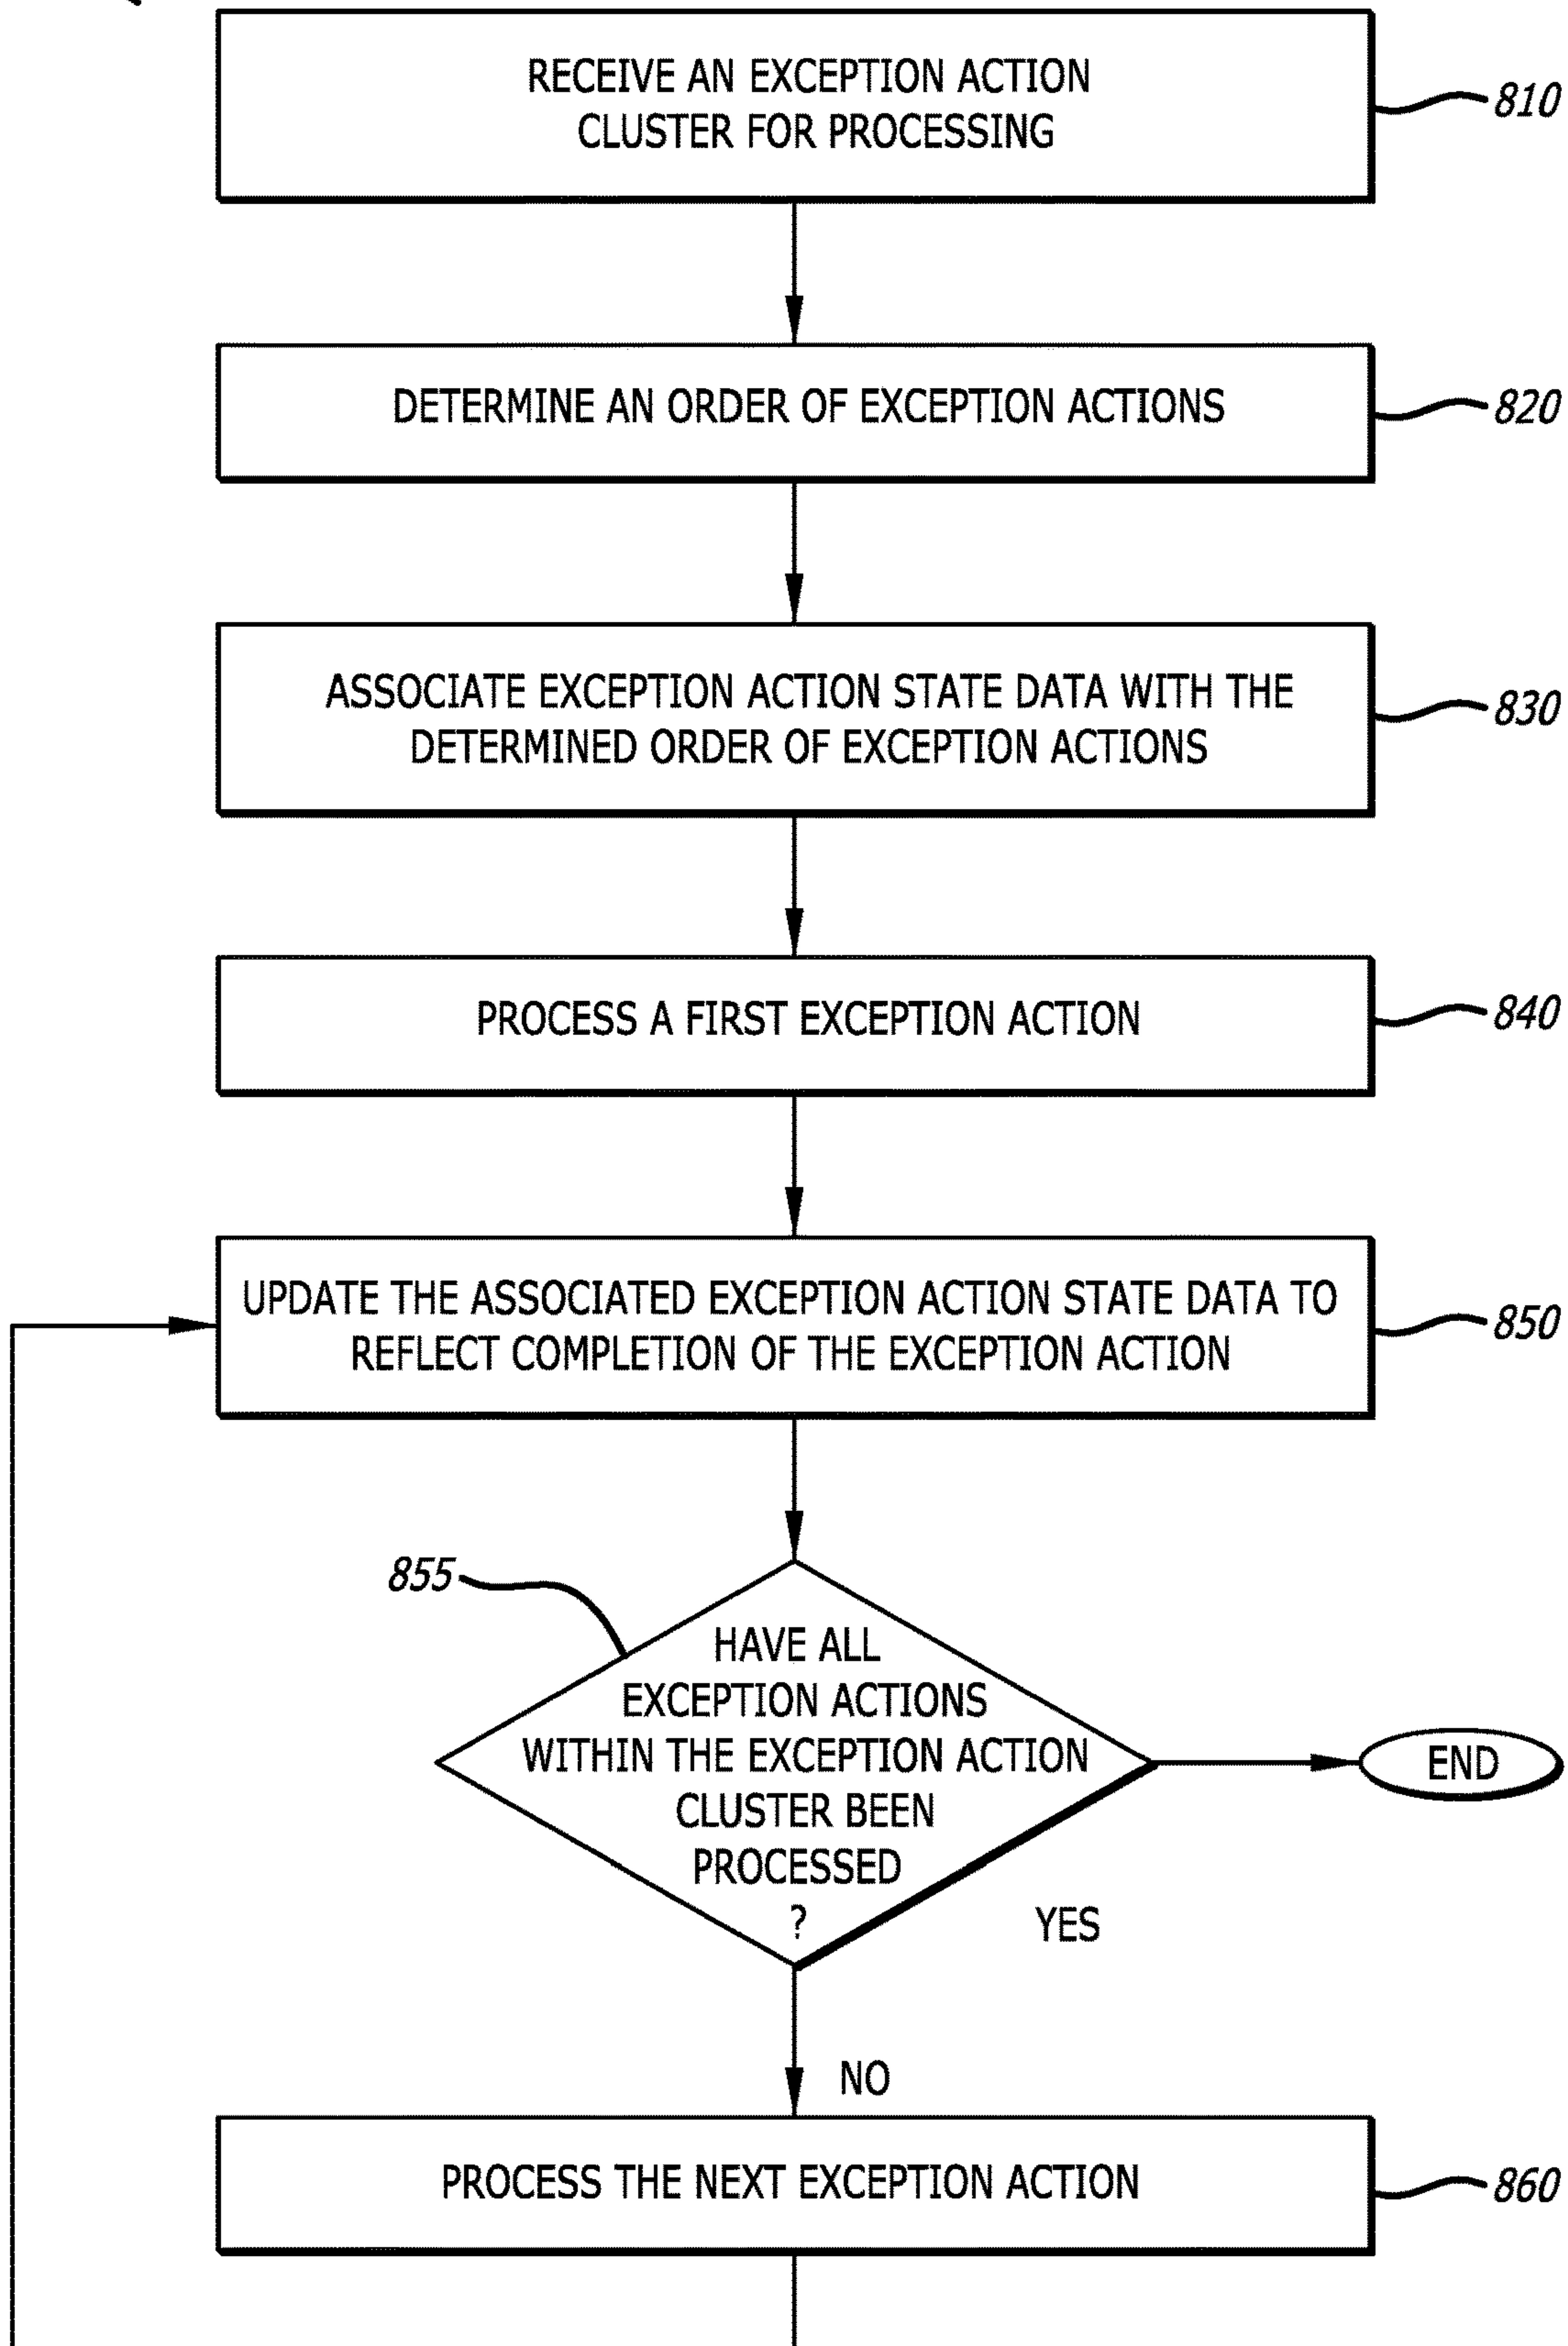 RECEIVE AN EXCEPTION ACTION
CLUSTER FOR PROCESSING
810
DETERMINE AN ORDER OF EXCEPTION ACTIONS
820
ASSOCIATE EXCEPTION ACTION STATE DATA WITH THE
DETERMINED ORDER OF EXCEPTION ACTIONS
830
PROCESS A FIRST EXCEPTION ACTION
840
UPDATE THE ASSOCIATED EXCEPTION ACTION STATE DATA TO
REFLECT COMPLETION OF THE EXCEPTION ACTION
850
855
HAVE ALL
EXCEPTION ACTIONS
WITHIN THE EXCEPTION ACTION
CLUSTER BEEN
PROCESSED
?
END
YES
NO
PROCESS THE NEXT EXCEPTION ACTION
860